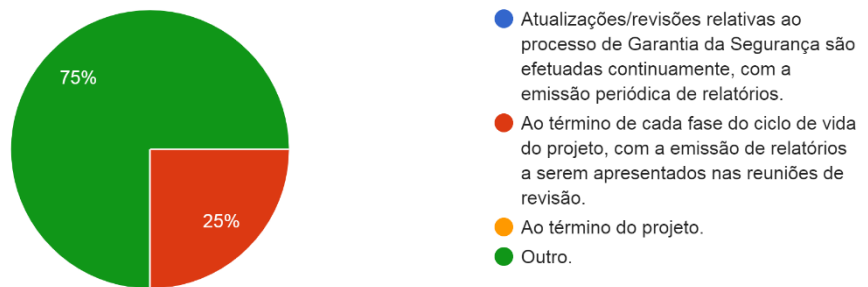 75%
25%
Atualizações/revisões relativas ao
processo de Garantia da Segurança são
efetuadas continuamente, com a
emissão periódica de relatórios.
Ao término de cada fase do ciclo de vida
do projeto, com a emissão de relatórios
a serem apresentados nas reuniões de
revisão.
Ao término do projeto.
Outro.